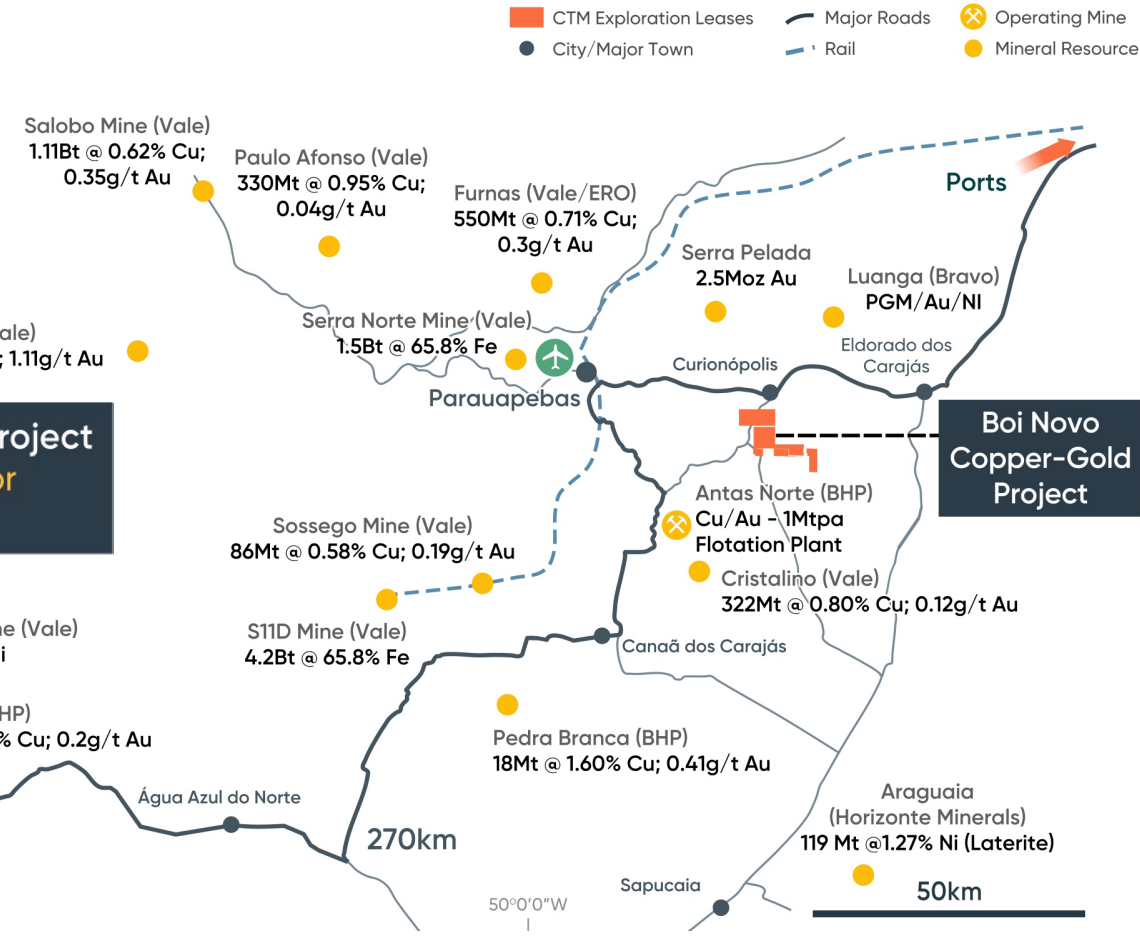 CTM Exploration Leases
Major Roads
Operating Mine
City/Major Town
Rail
Mineral Resource
Salobo Mine (Vale)
1.11Bt @ 0.62% Cu;
0.35g/t Au
Paulo Afonso (Vale)
330Mt @ 0.95% Cu;
0.04g/t Au
Furnas (Vale/ERO)
550Mt @ 0.71% Cu;
0.3g/t Au
Ports
Serra Pelada
2.5Moz Au
Luanga (Bravo)
PGM/Au/NI
Serra Norte Mine (Vale)
1.5Bt @ 65.8% Fe
ale)
; 1.11g/t Au
Curionópolis
Eldorado dos
Carajás
Parauapebas
roject
or
Boi Novo
Copper-Gold
Project
Antas Norte (BHP)
Cu/Au - 1Mtpa
Flotation Plant
Sossego Mine (Vale)
86Mt @ 0.58% Cu; 0.19g/t Au
Cristalino (Vale)
322Mt @ 0.80% Cu; 0.12g/t Au
S11D Mine (Vale)
4.2Bt @ 65.8% Fe
ne (Vale)
i
Canaã dos Carajás
HP)
% Cu; 0.2g/t Au
Pedra Branca (BHP)
18Mt @ 1.60% Cu; 0.41g/t Au
Água Azul do Norte
270km
Araguaia
(Horizonte Minerals)
119 Mt @1.27% Ni (Laterite)
Sapucaia
50km
50°0'0"W